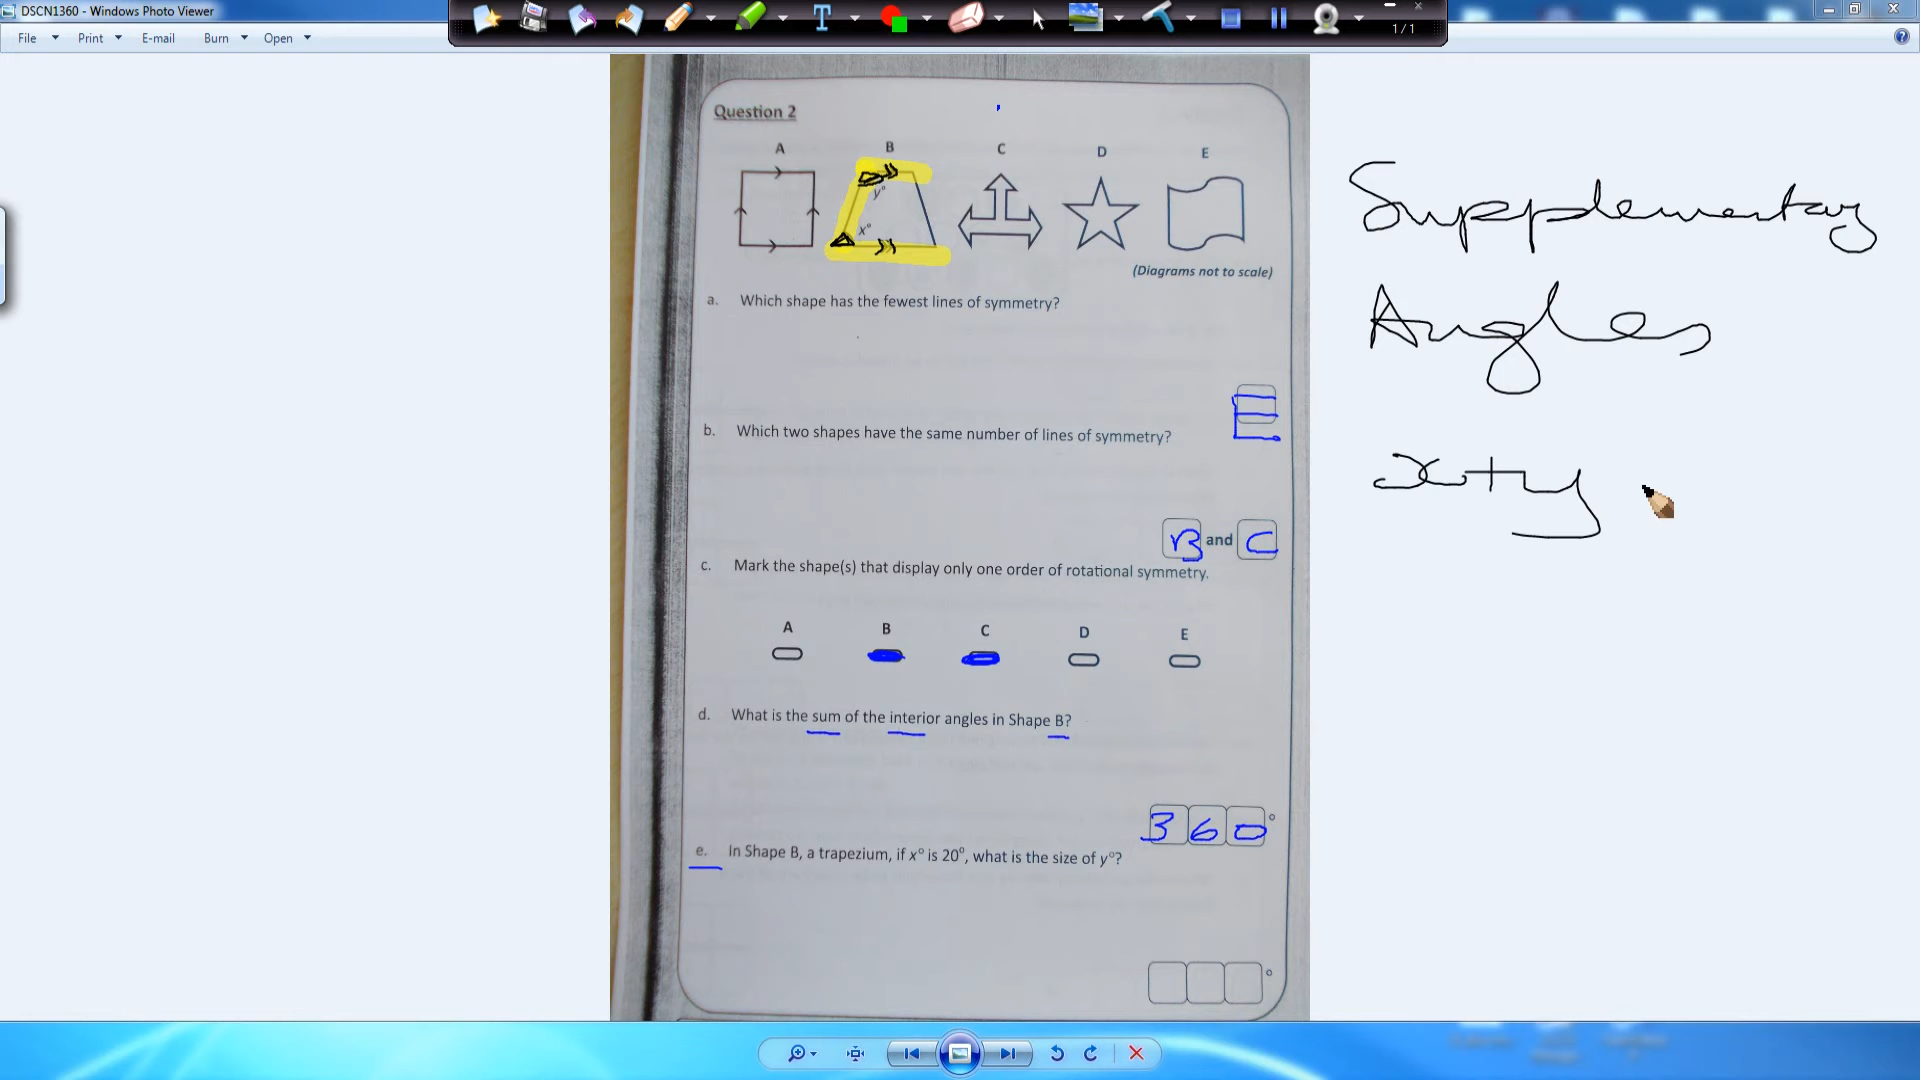 DSCN1360 - Windows Photo Viewer
File Print E-mail Burn Open
1/1
Question 2
A B C D E
y°
x°
(Diagrams not to scale)
a. Which shape has the fewest lines of symmetry?
E
b. Which two shapes have the same number of lines of symmetry?
B and C
c. Mark the shape(s) that display only one order of rotational symmetry.
A B C D E
d. What is the sum of the interior angles in Shape B?
360°
e. In Shape B, a trapezium, if x° is 20°, what is the size of y°?
°
Supplementary
Angles
x+y